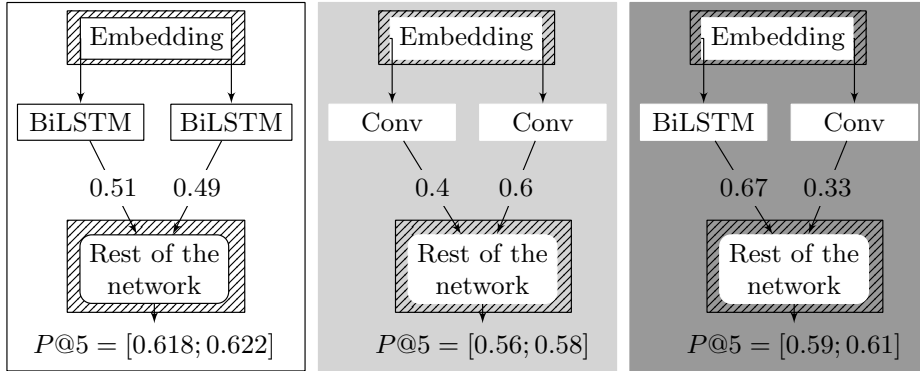 Embedding
BiLSTM BiLSTM
0.51 0.49
Rest of the
network
P@5 = [0.618; 0.622]
Embedding
Conv Conv
0.4 0.6
Rest of the
network
P@5 = [0.56; 0.58]
Embedding
BiLSTM Conv
0.67 0.33
Rest of the
network
P@5 = [0.59; 0.61]